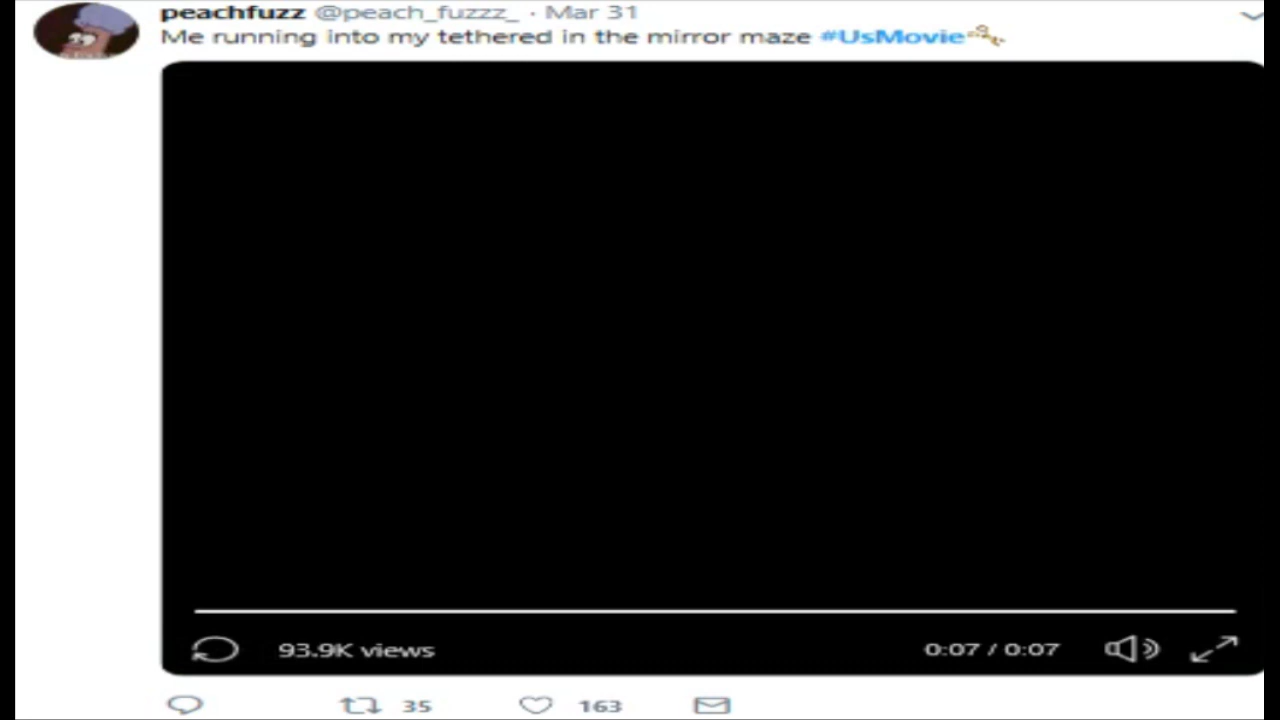 peachfuzz @peach_fuzzz_ · Mar 31
Me running into my tethered in the mirror maze #UsMovie
93.9K views 0:07 / 0:07
35 163